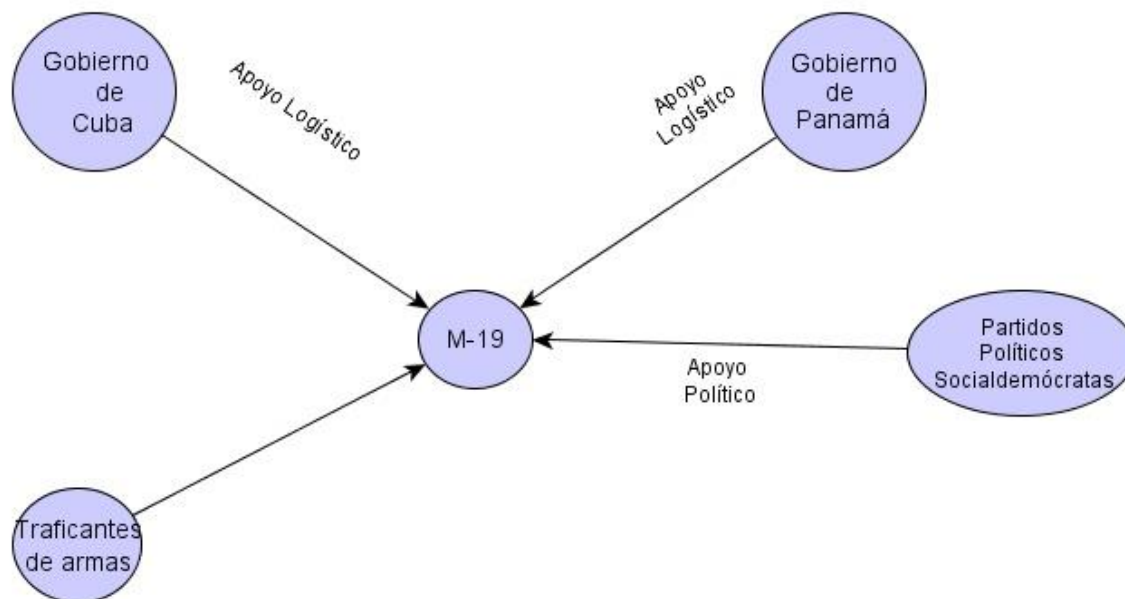 Gobierno
de
Cuba
Apoyo Logístico
Apoyo
Logístico
Gobierno
de
Panamá
M-19
Apoyo
Político
Partidos
Políticos
Socialdemócratas
Traficantes
de armas